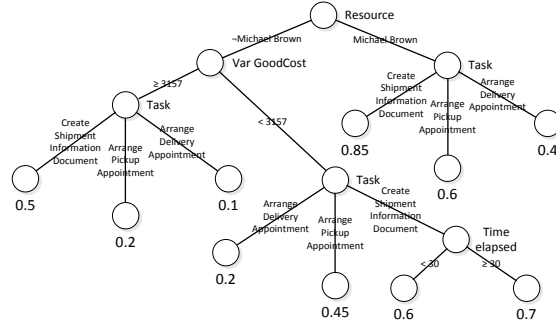 Resource
¬Michael Brown
Michael Brown
Var GoodCost
Task
≥ 3157
Task
Create
Shipment
Information
Document
Arrange
Pickup
Appointment
Arrange
Delivery
Appointment
< 3157
Create
Shipment
Information
Document
Arrange
Pickup
Appointment
Arrange
Delivery
Appointment
0.85
0.6
0.4
0.5
0.2
0.1
Task
Arrange
Delivery
Appointment
Arrange
Pickup
Appointment
Create
Shipment
Information
Document
Time
elapsed
0.2
0.45
< 30
≥ 30
0.6
0.7